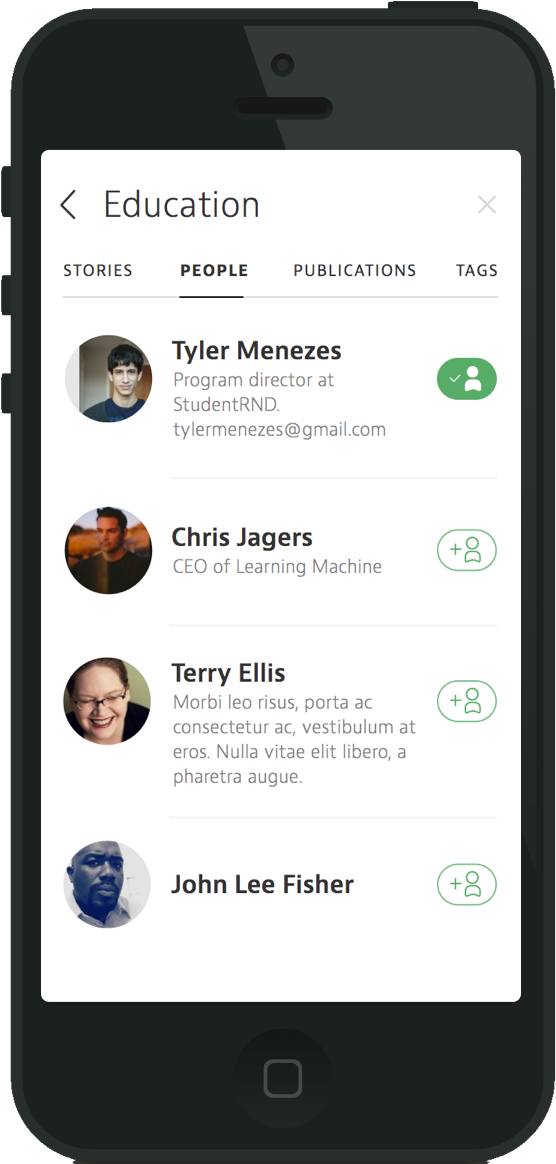 Education
STORIES PEOPLE PUBLICATIONS TAGS
Tyler Menezes
Program director at
StudentRND.
tylermenezes@gmail.com
Chris Jagers
CEO of Learning Machine
Terry Ellis
Morbi leo risus, porta ac
consectetur ac, vestibulum at
eros. Nulla vitae elit libero, a
pharetra augue.
John Lee Fisher